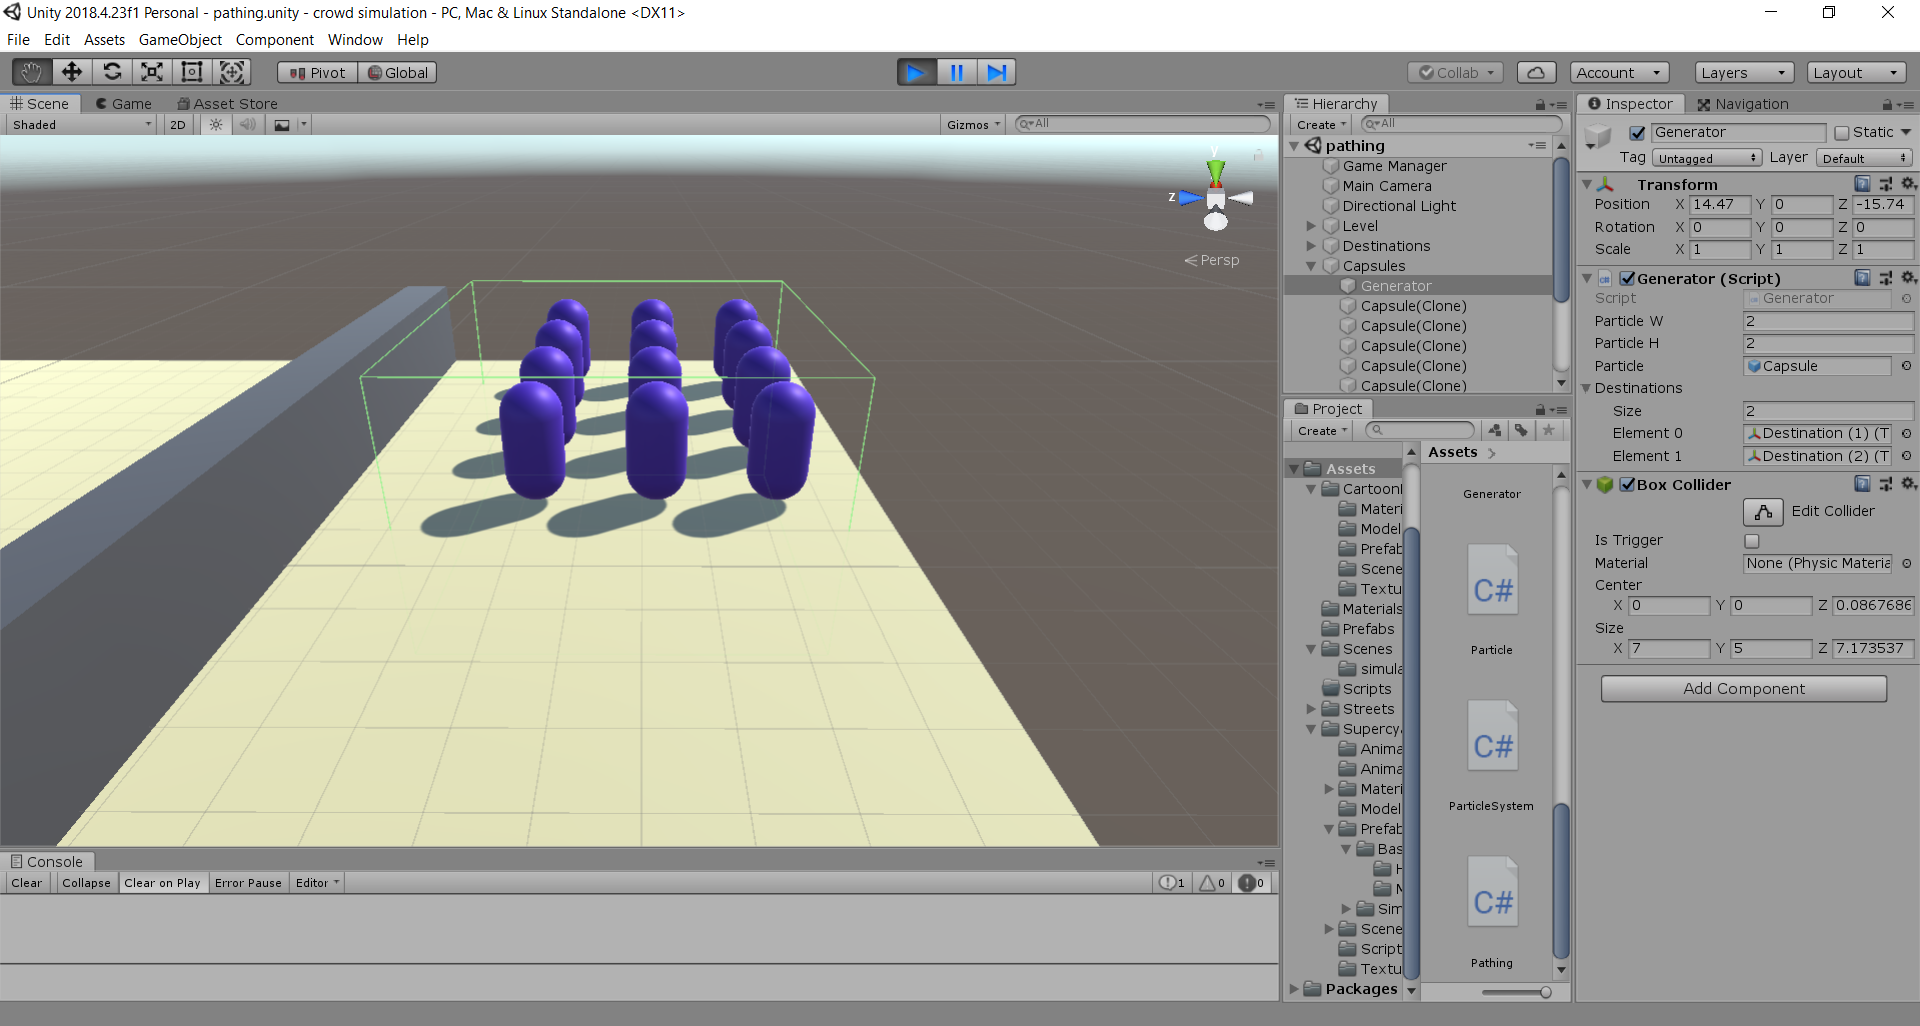 Unity 2018.4.23f1 Personal - pathing.unity - crowd simulation - PC, Mac & Linux Standalone <DX11>
File Edit Assets GameObject Component Window Help
Pivot Global Collab Account Layers Layout
Scene Game Asset Store
Shaded 2D Gizmos All
y
z
Persp
Console
Clear Collapse Clear on Play Error Pause Editor 1 0 0
Hierarchy
Create All
pathing
Game Manager
Main Camera
Directional Light
Level
Destinations
Capsules
Generator
Capsule(Clone)
Capsule(Clone)
Capsule(Clone)
Capsule(Clone)
Capsule(Clone)
Project
Create
Assets
Cartoonl
Materi
Model
Prefab
Scene
Textu
Materials
Prefabs
Scenes
simula
Scripts
Streets
Supercy
Anima
Anima
Materi
Model
Prefab
Bas
H
M
Sim
Scene
Script
Textu
Packages
Assets
Generator
C#
Particle
C#
ParticleSystem
C#
Pathing
Inspector Navigation
Generator Static
Tag Untagged Layer Default
Transform
Position X 14.47 Y 0 Z -15.74
Rotation X 0 Y 0 Z 0
Scale X 1 Y 1 Z 1
Generator (Script)
Script Generator
Particle W 2
Particle H 2
Particle Capsule
Destinations
Size 2
Element 0 Destination (1) (T
Element 1 Destination (2) (T
Box Collider
Edit Collider
Is Trigger
Material None (Physic Materia
Center
X 0 Y 0 Z 0.0867686
Size
X 7 Y 5 Z 7.173537
Add Component